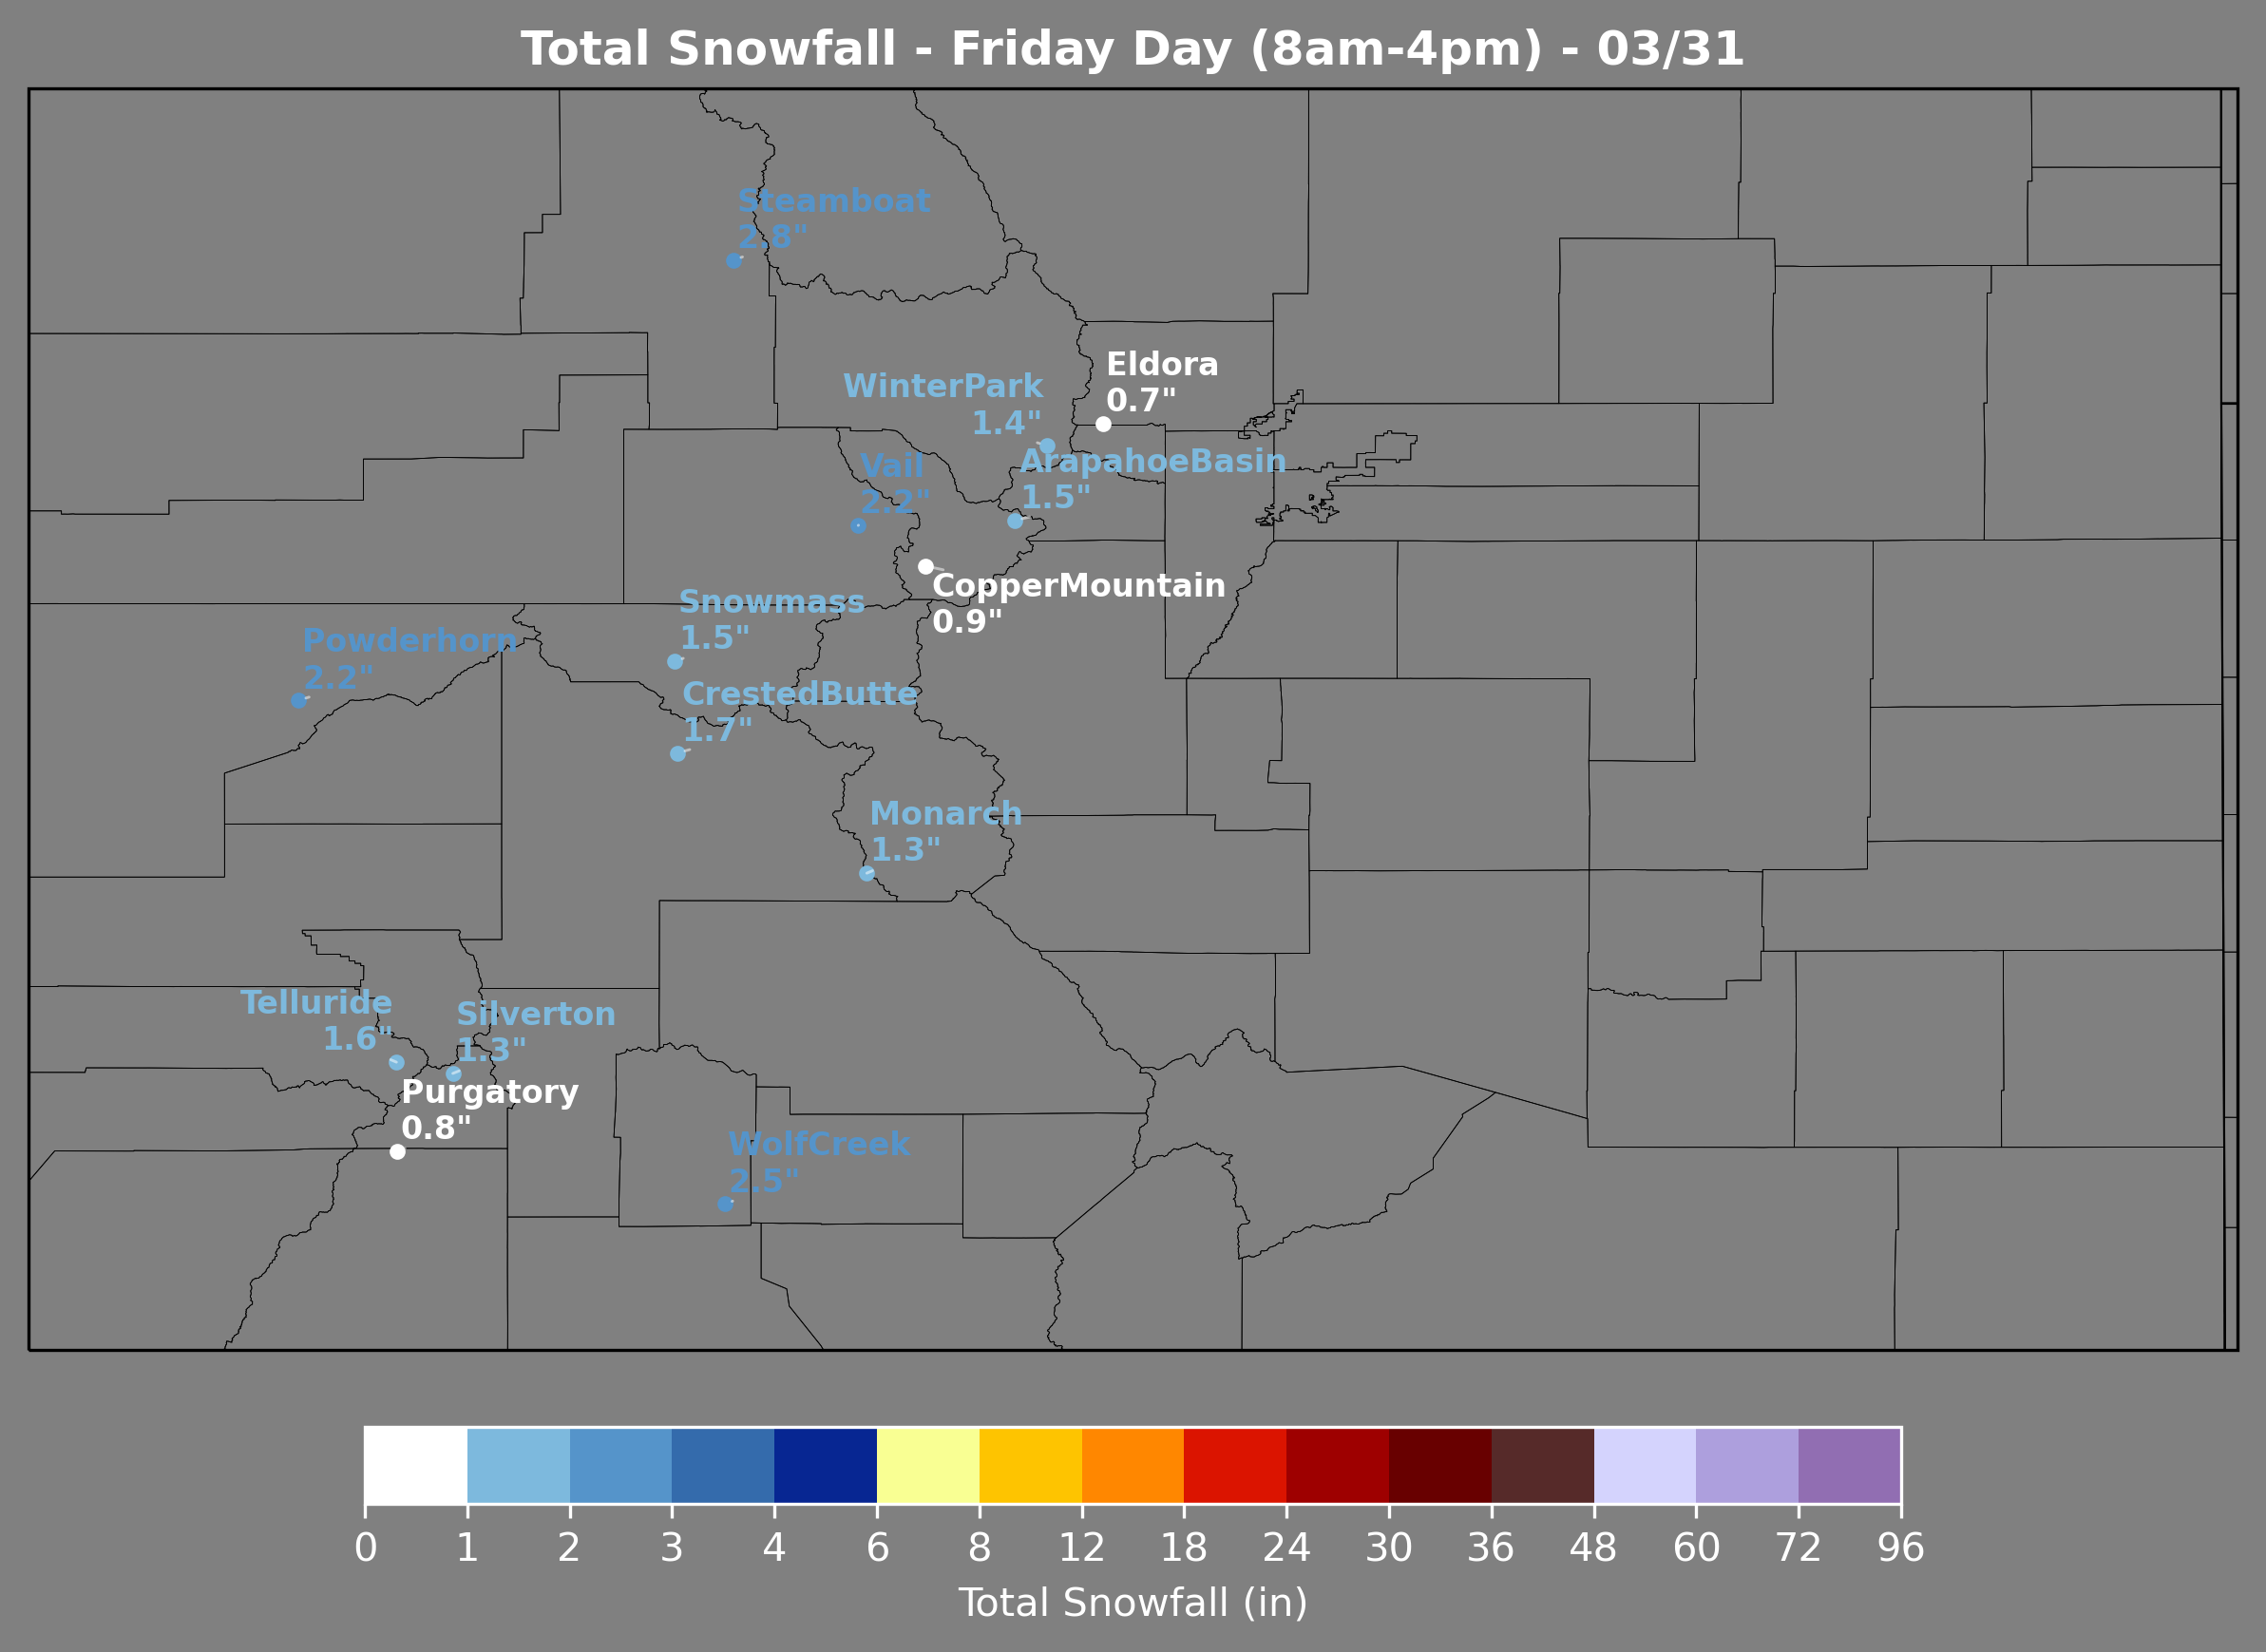 Total Snowfall - Friday Day (8am-4pm) - 03/31
Steamboat
2.8"
Eldora
0.7"
WinterPark
1.4"
Vail
2.2"
ArapahoeBasin
1.5"
CopperMountain
0.9"
Snowmass
1.5"
Powderhorn
2.2"
CrestedButte
1.7"
Monarch
1.3"
Telluride
1.6"
Silverton
1.3"
Purgatory
0.8"
WolfCreek
2.5"
0 1 2 3 4 6 8 12 18 24 30 36 48 60 72 96
Total Snowfall (in)